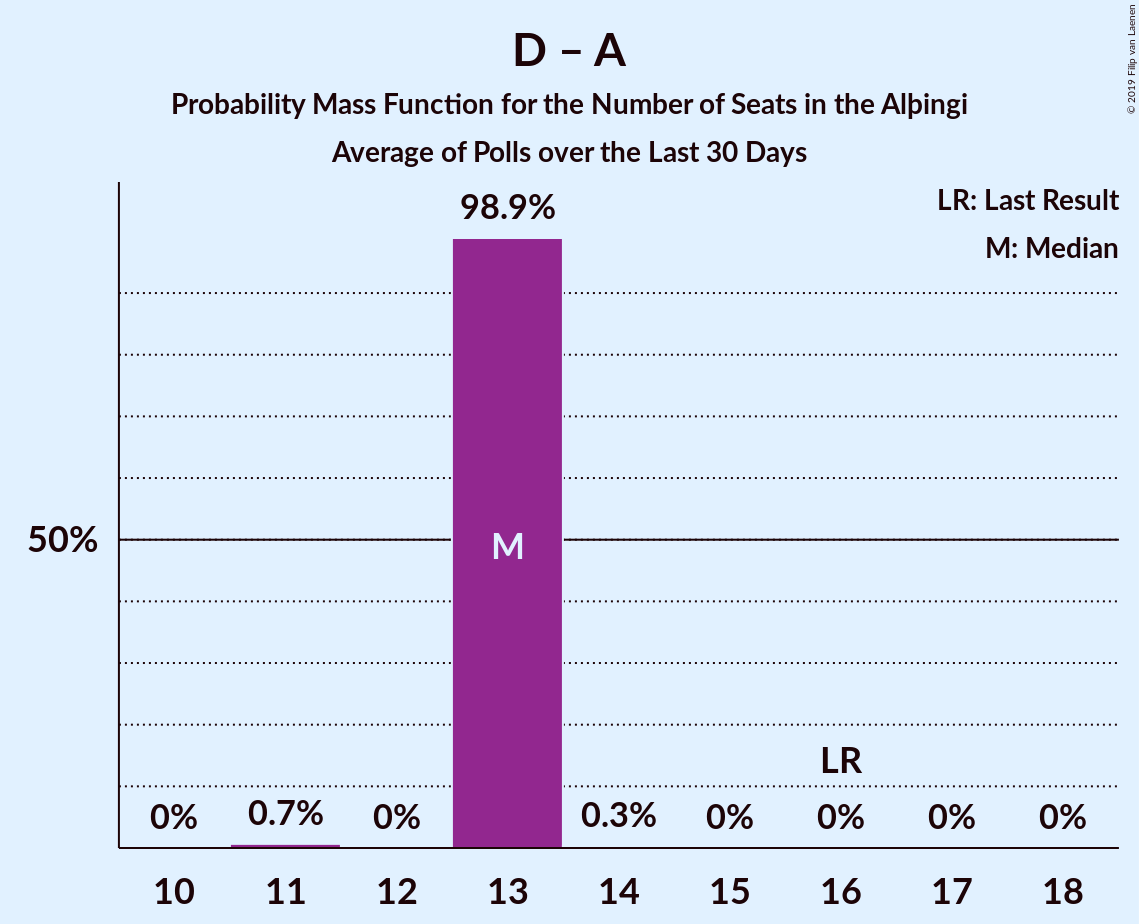 D – A
Probability Mass Function for the Number of Seats in the Alþingi
Average of Polls over the Last 30 Days
© 2019 Filip van Laenen
LR: Last Result
M: Median
98.9%
50%
M
LR
0% 0.7% 0% 0.3% 0% 0% 0% 0%
10 11 12 13 14 15 16 17 18